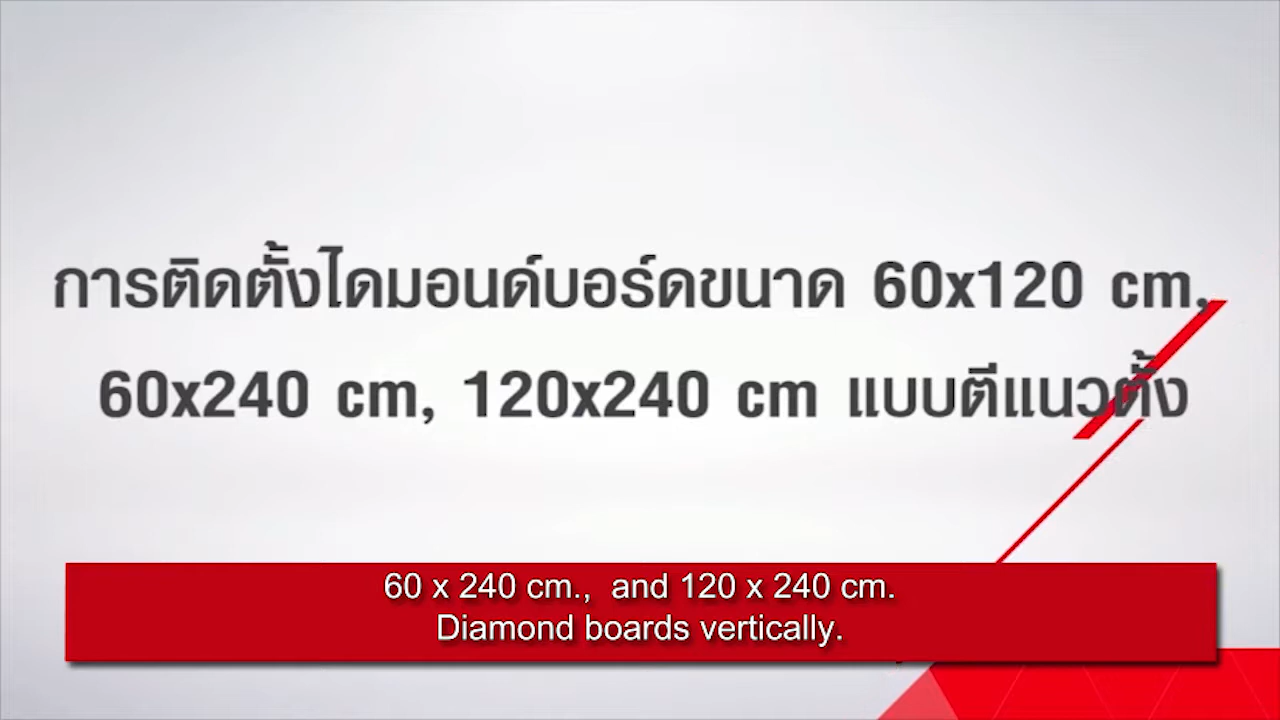 การติดตั้งไดมอนด์บอร์ดขนาด 60x120 cm,
60x240 cm, 120x240 cm แบบตีแนวตั้ง
60 x 240 cm.,  and 120 x 240 cm.
Diamond boards vertically.